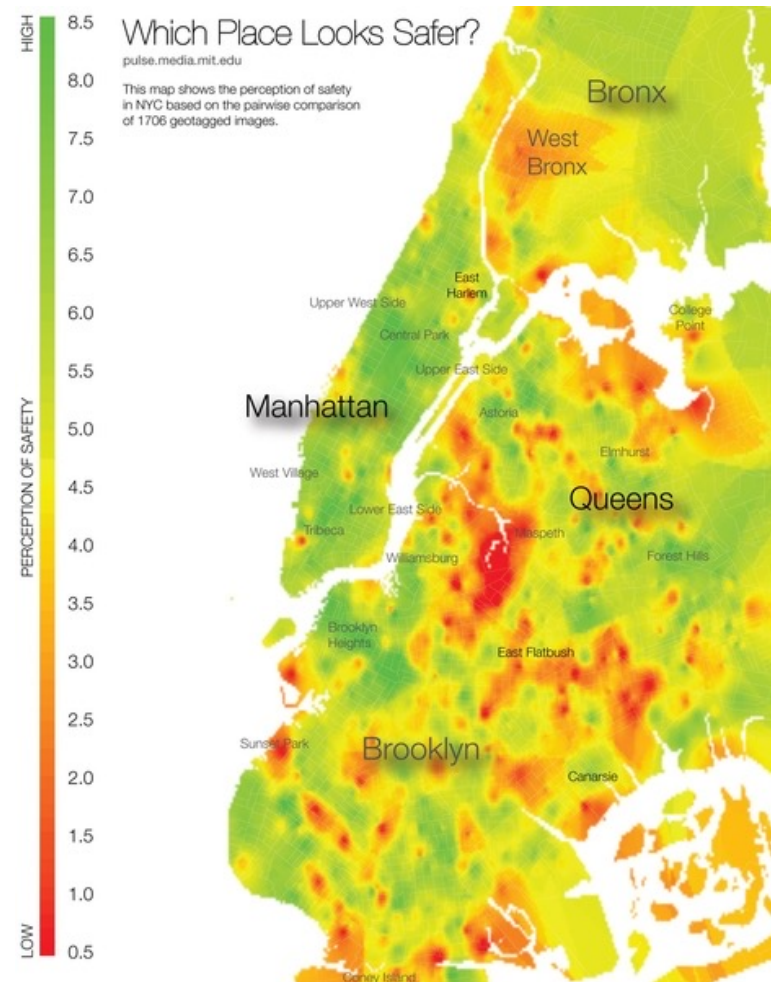 Which Place Looks Safer?
pulse.media.mit.edu
This map shows the perception of safety
in NYC based on the pairwise comparison
of 1706 geotagged images.
HIGH
PERCEPTION OF SAFETY
LOW
8.5
8.0
7.5
7.0
6.5
6.0
5.5
5.0
4.5
4.0
3.5
3.0
2.5
2.0
1.5
1.0
0.5
Bronx
West
Bronx
East
Harlem
Upper West Side
College
Point
Central Park
Upper East Side
Manhattan
Astoria
Elmhurst
West Village
Queens
Lower East Side
Tribeca
Maspeth
Williamsburg
Forest Hills
Brooklyn
Heights
East Flatbush
Sunset Park
Brooklyn
Canarsie
Coney Island